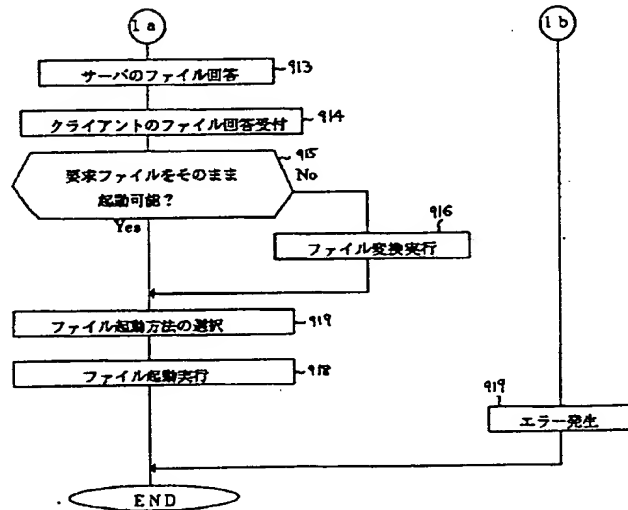 1 a
1 b
サーバのファイル回答
913
クライアントのファイル回答受付
914
915
要求ファイルをそのまま
起動可能？
No
Yes
916
ファイル変換実行
ファイル起動方法の選択
919
ファイル起動実行
918
919
エラー発生
END